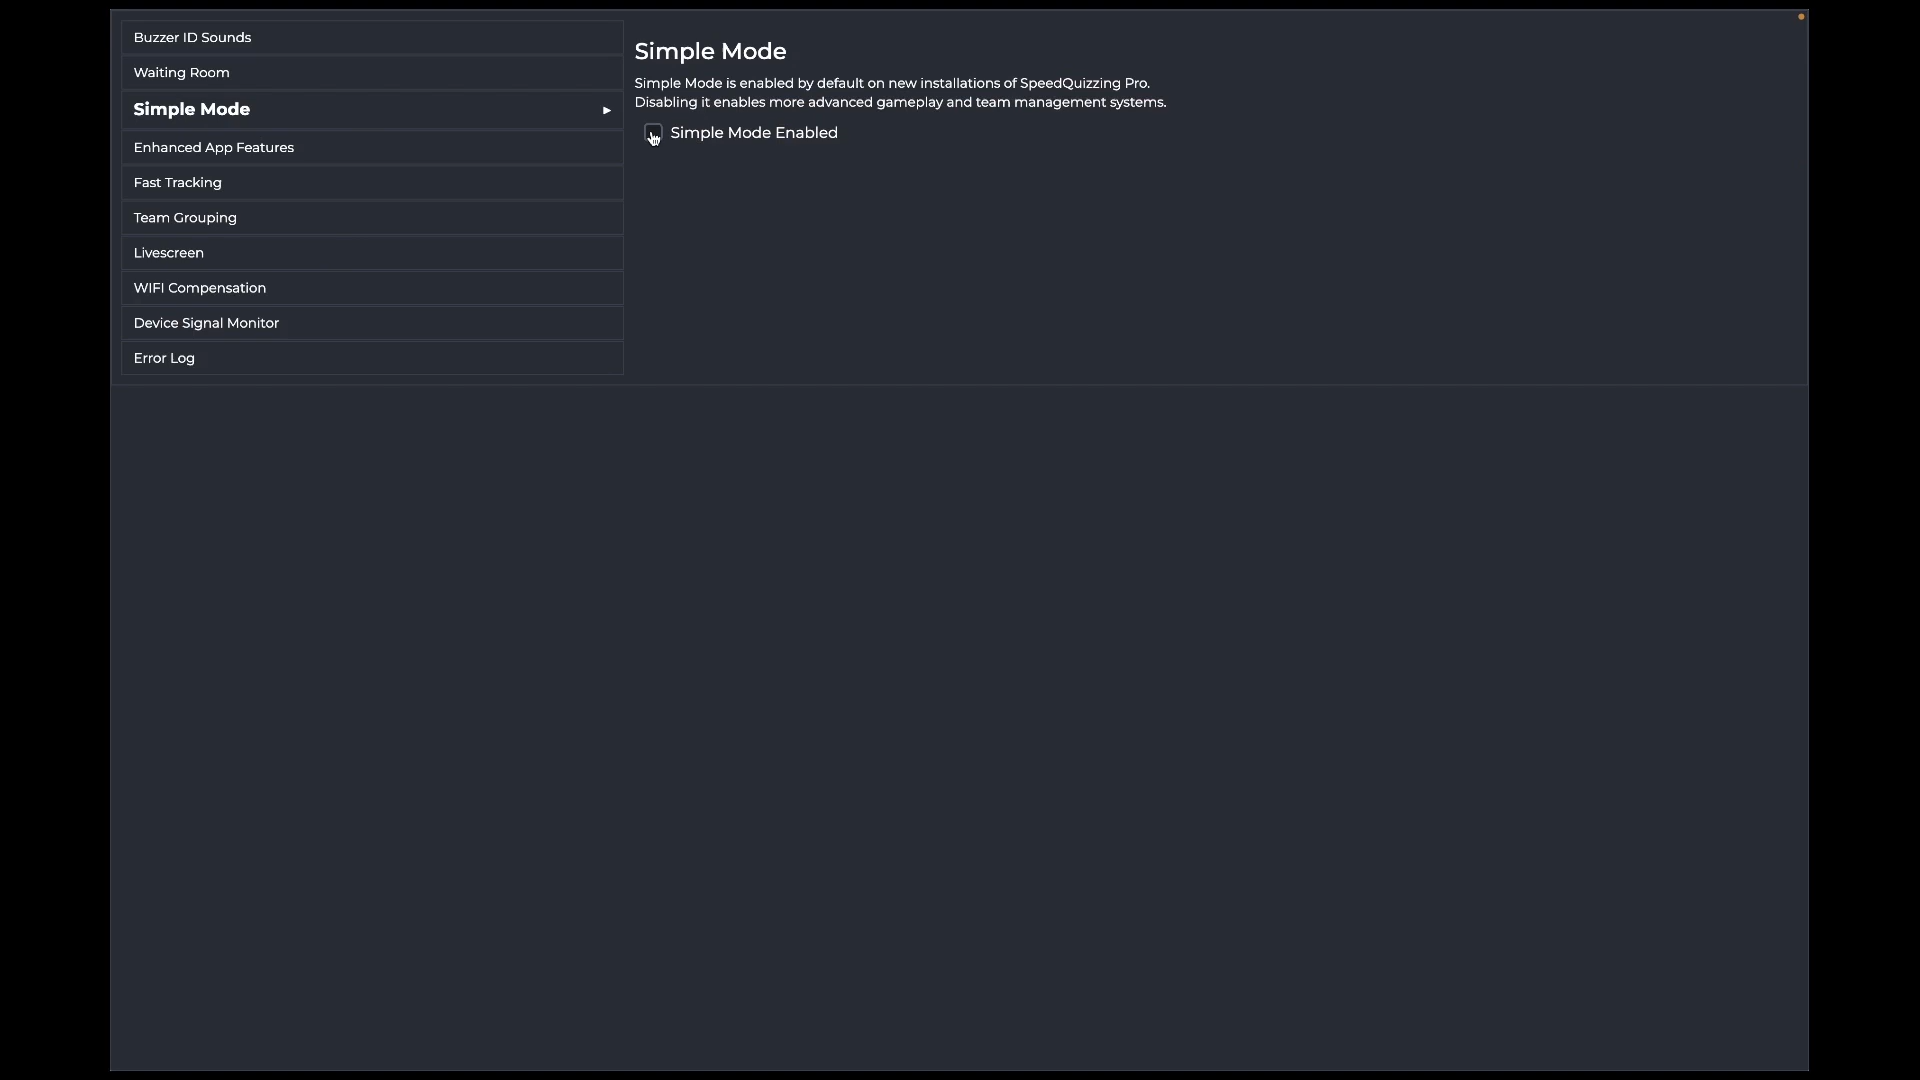 Buzzer ID Sounds
Waiting Room
Simple Mode
Enhanced App Features
Fast Tracking
Team Grouping
Livescreen
WIFI Compensation
Device Signal Monitor
Error Log
Simple Mode
Simple Mode is enabled by default on new installations of SpeedQuizzing Pro.
Disabling it enables more advanced gameplay and team management systems.
Simple Mode Enabled